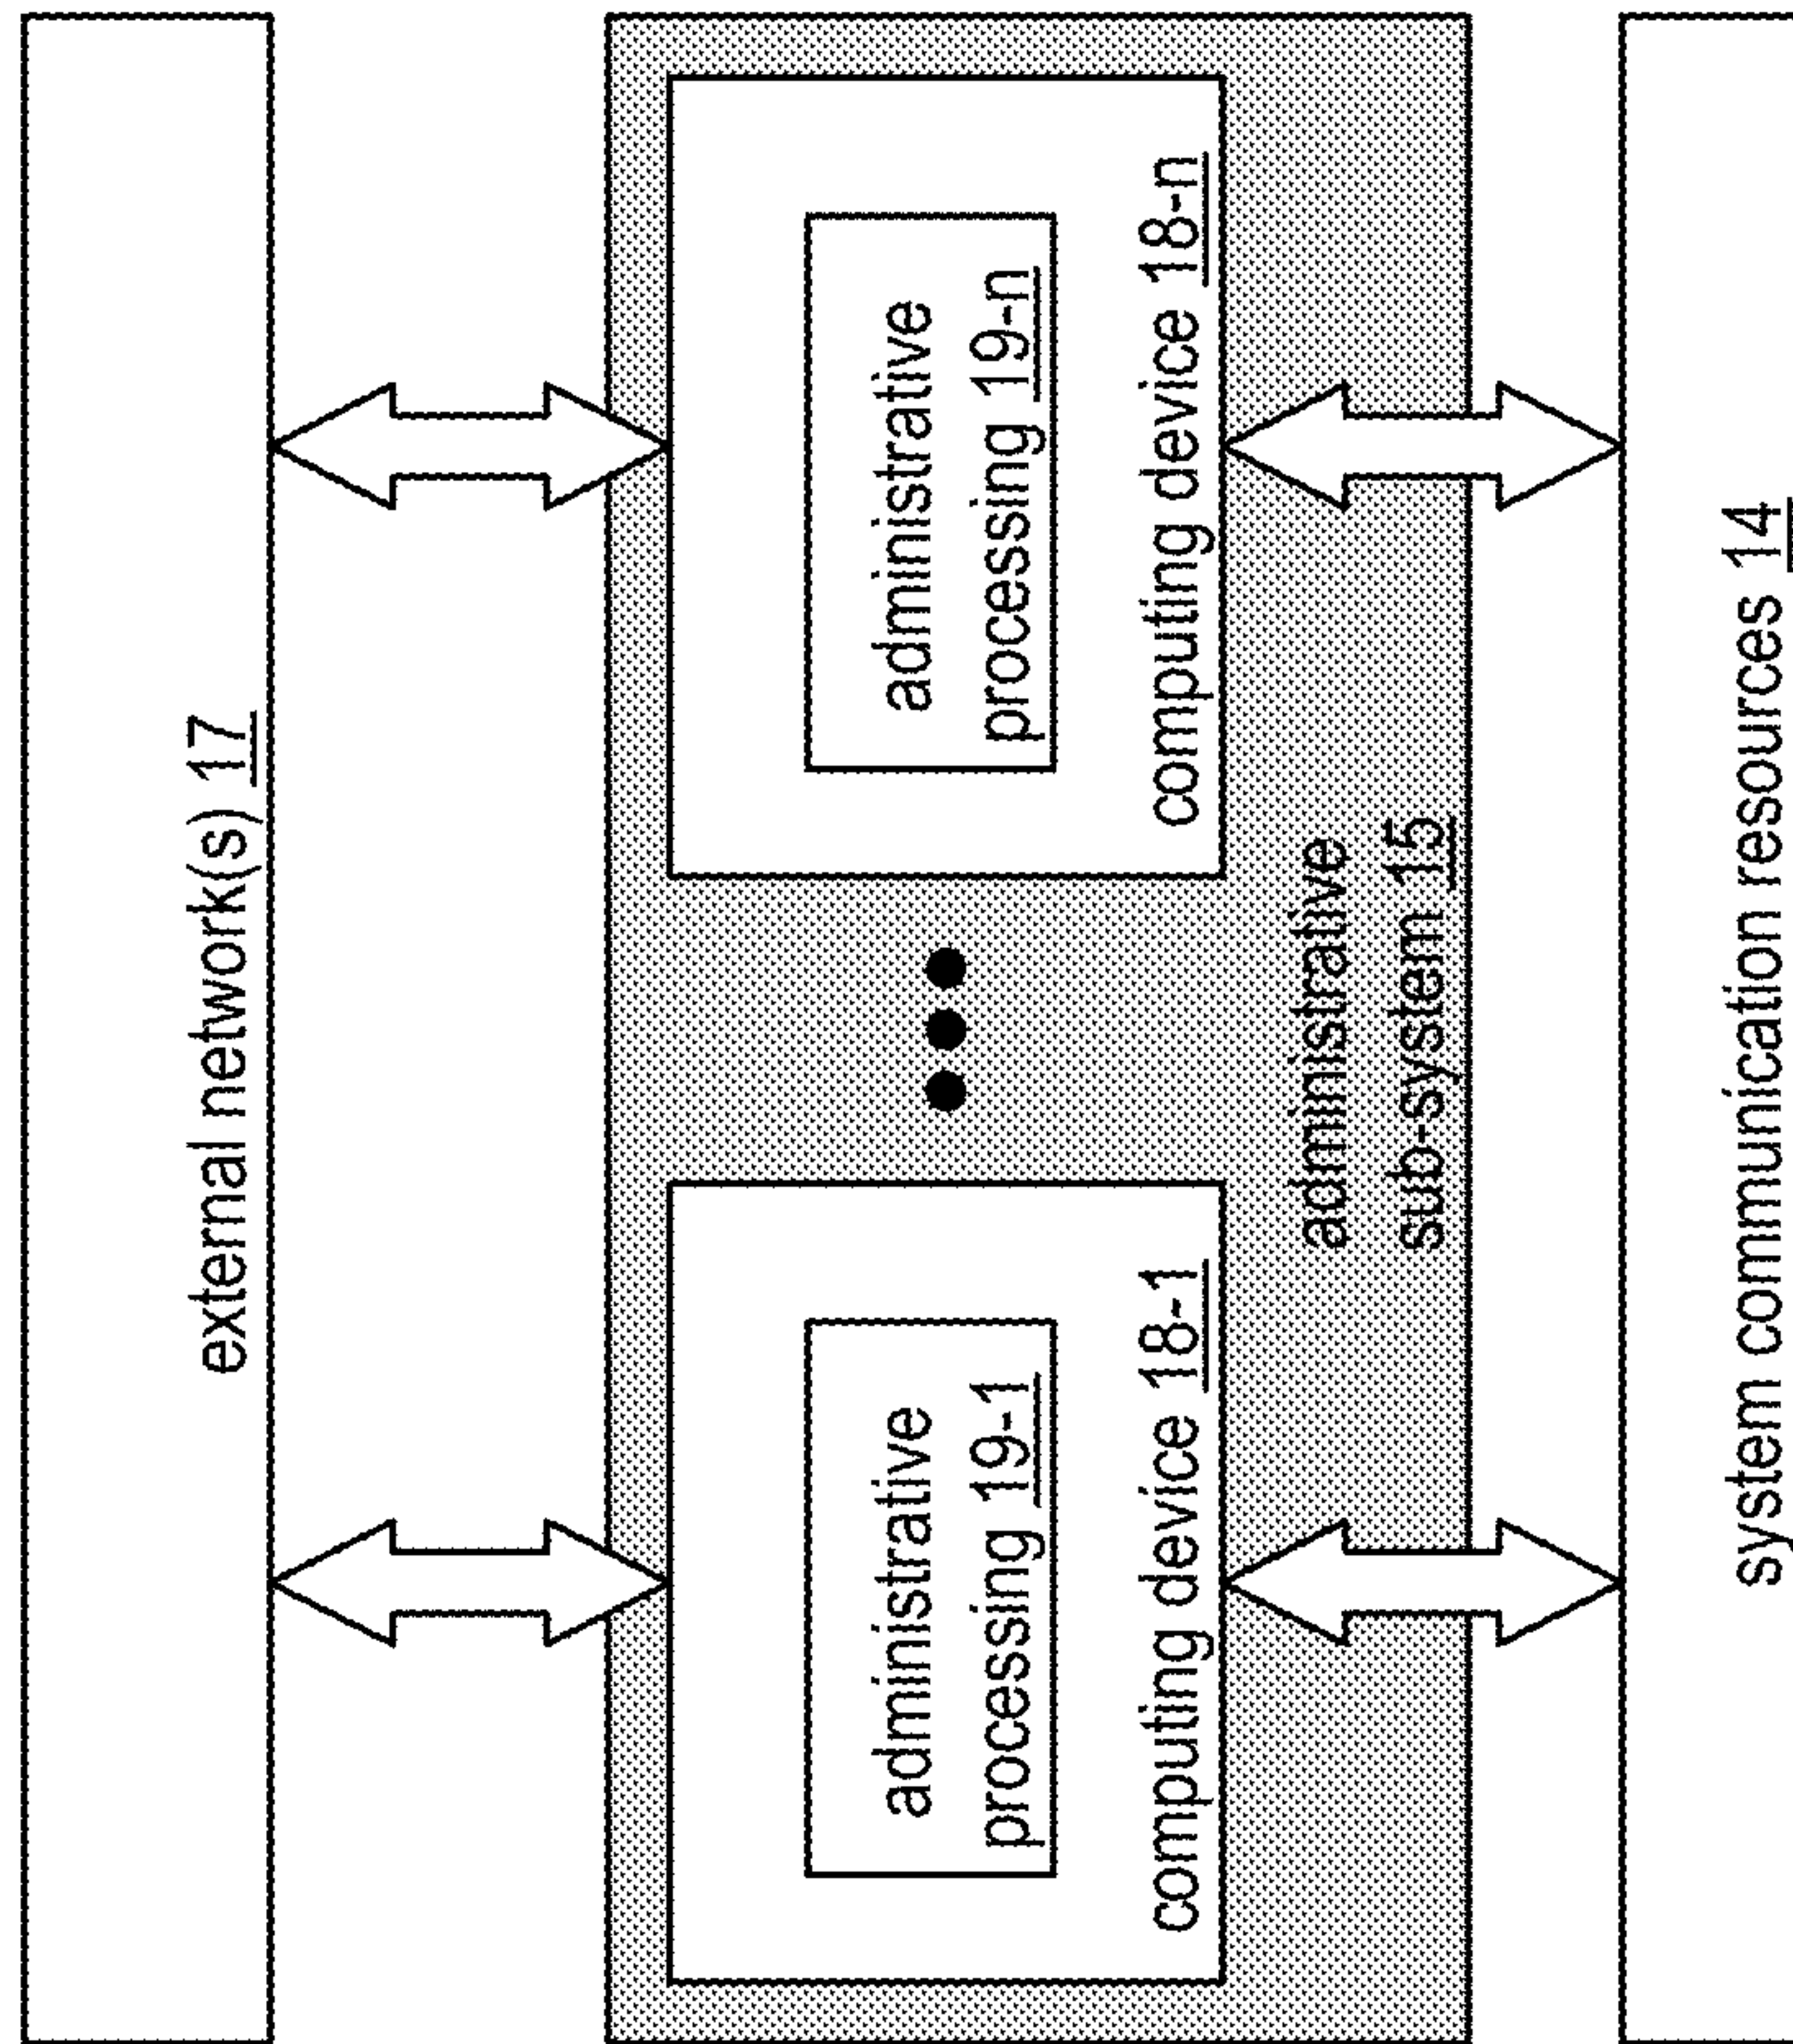 external network(s) 17
administrative
processing 19-1
computing device 18-1
administrative
processing 19-n
computing device 18-n
administrative
sub-system 15
system communication resources 14